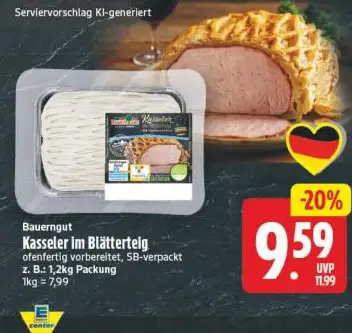 Serviervorschlag KI-generiert
Kasseler
Bauerngut
Kasseler im Blätterteig
ofenfertig vorbereitet, SB-verpackt
z. B.: 1,2kg Packung
1kg = 7,99
-20%
9.59
UVP
11.99
E
center